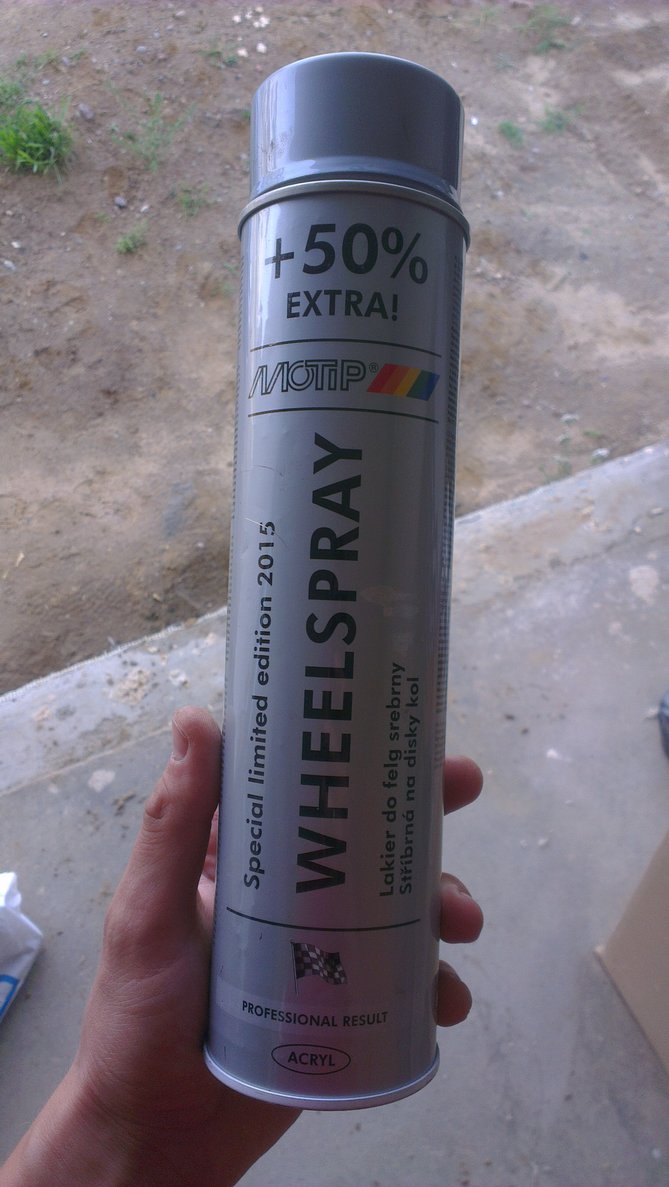 +50%
EXTRA!
MOTIP®
Special limited edition 2015
WHEELSPRAY
Lakier do felg srebrny
Stříbrná na disky kol
PROFESSIONAL RESULT
ACRYL